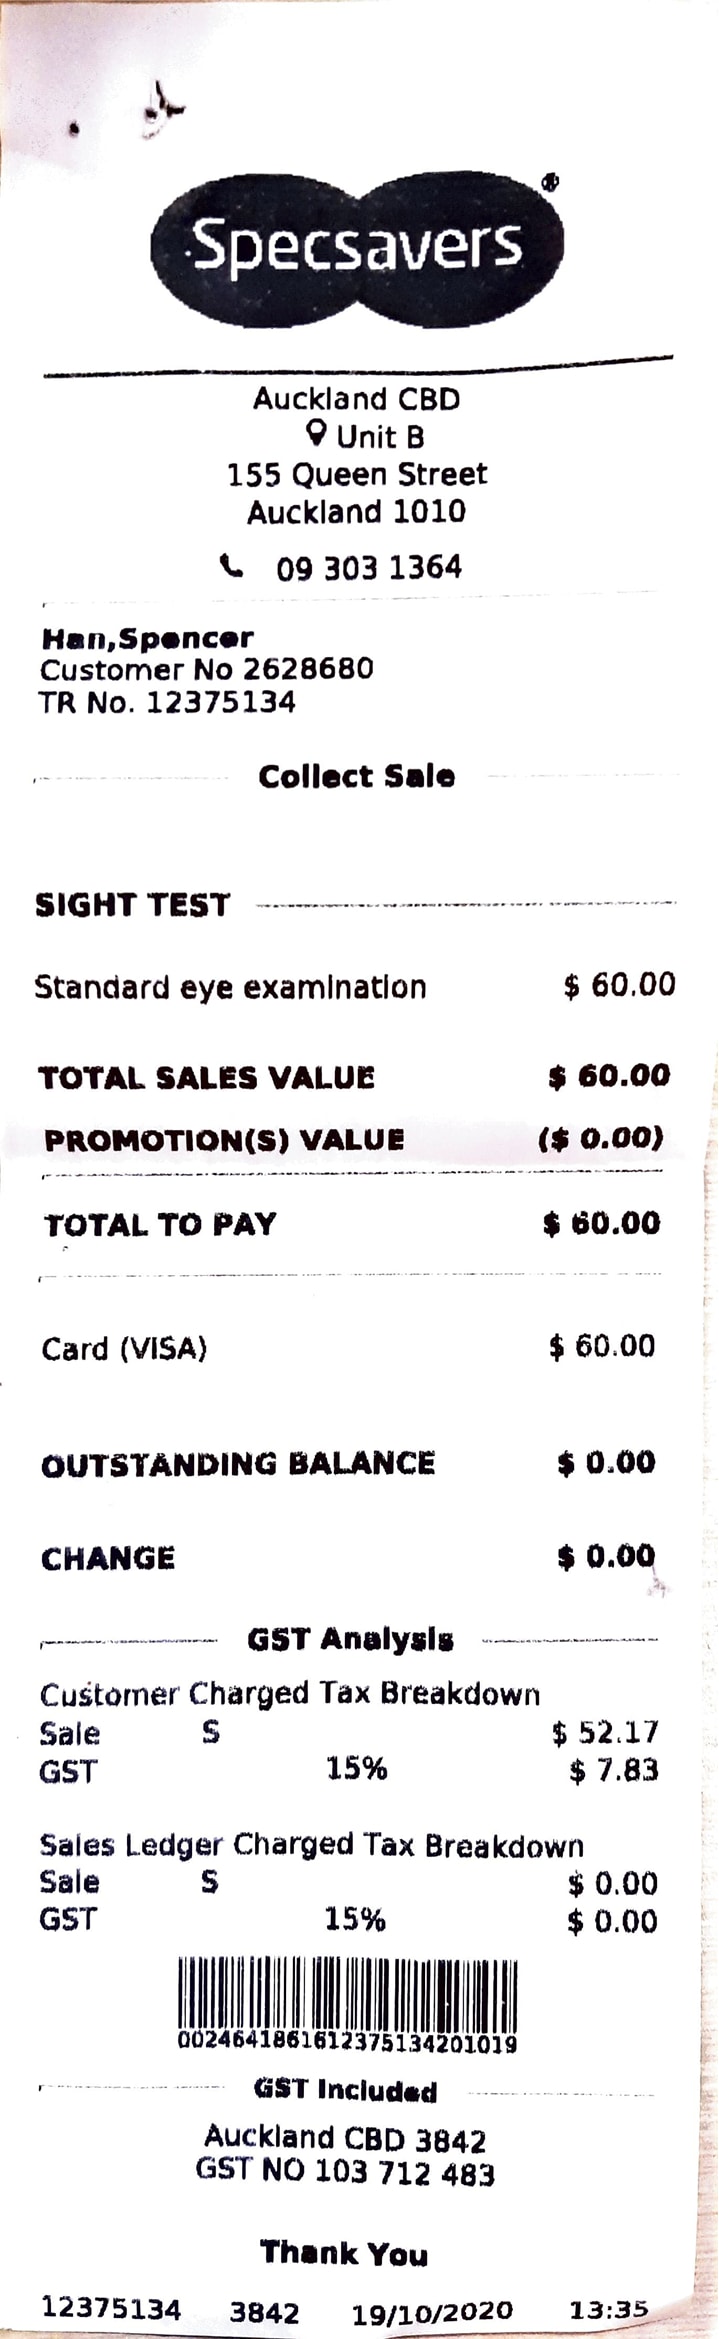 Specsavers®
Auckland CBD
Unit B
155 Queen Street
Auckland 1010
09 303 1364
Han,Spencer
Customer No 2628680
TR No. 12375134
Collect Sale
SIGHT TEST
Standard eye examination $ 60.00
TOTAL SALES VALUE $ 60.00
PROMOTION(S) VALUE ($ 0.00)
TOTAL TO PAY $ 60.00
Card (VISA) $ 60.00
OUTSTANDING BALANCE $ 0.00
CHANGE $ 0.00
GST Analysis
Customer Charged Tax Breakdown
Sale S $ 52.17
GST 15% $ 7.83
Sales Ledger Charged Tax Breakdown
Sale S $ 0.00
GST 15% $ 0.00
0024641861612375134201019
GST Included
Auckland CBD 3842
GST NO 103 712 483
Thank You
12375134 3842 19/10/2020 13:35